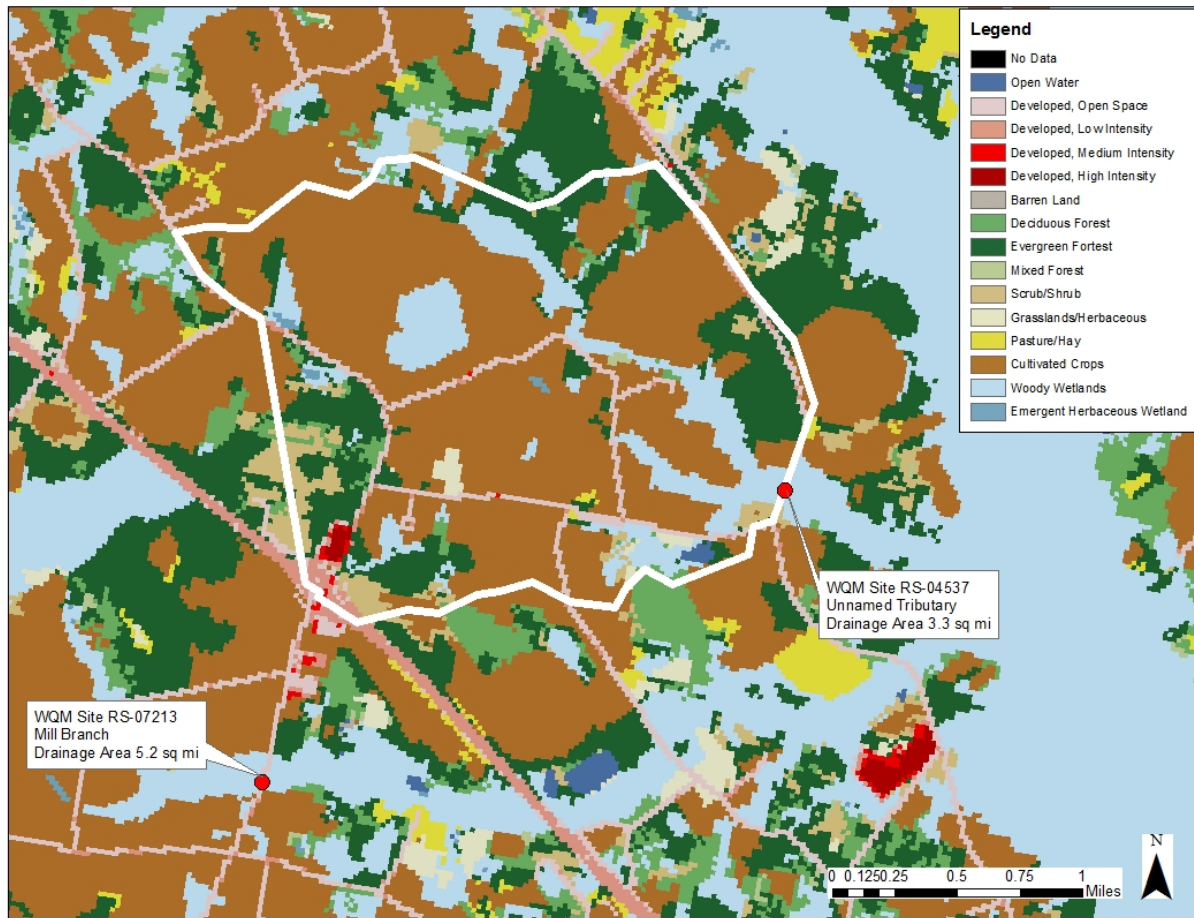 Legend
No Data
Open Water
Developed, Open Space
Developed, Low Intensity
Developed, Medium Intensity
Developed, High Intensity
Barren Land
Deciduous Forest
Evergreen Fortest
Mixed Forest
Scrub/Shrub
Grasslands/Herbaceous
Pasture/Hay
Cultivated Crops
Woody Wetlands
Emergent Herbaceous Wetland
WQM Site RS-04537
Unnamed Tributary
Drainage Area 3.3 sq mi
WQM Site RS-07213
Mill Branch
Drainage Area 5.2 sq mi
N
0 0.125 0.25 0.5 0.75 1
Miles